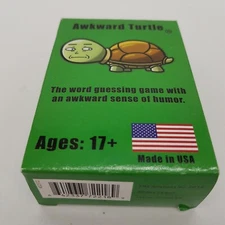 Awkward Turtle
The word guessing game with
an awkward sense of humor.
Ages: 17+
Made in USA